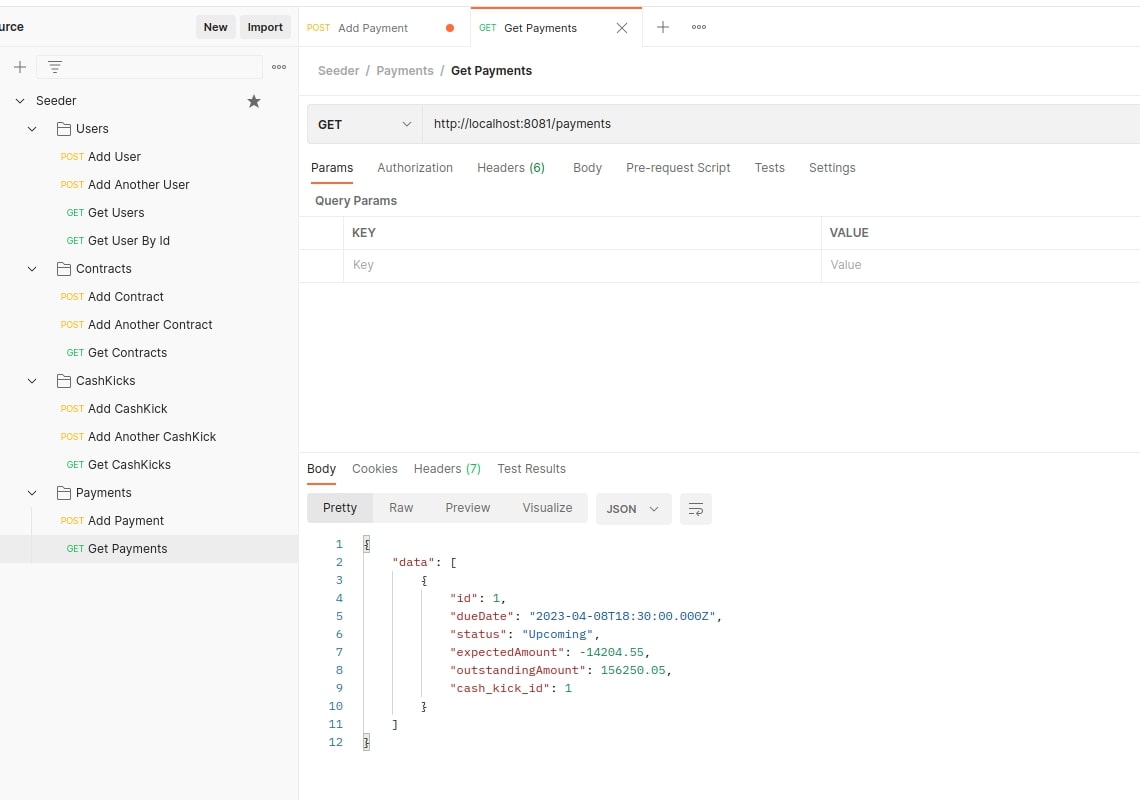 urce
New
Import
Seeder
Users
POST Add User
POST Add Another User
GET Get Users
GET Get User By Id
Contracts
POST Add Contract
POST Add Another Contract
GET Get Contracts
CashKicks
POST Add CashKick
POST Add Another CashKick
GET Get CashKicks
Payments
POST Add Payment
GET Get Payments
POST Add Payment
GET Get Payments
Seeder / Payments / Get Payments
GET
http://localhost:8081/payments
Params Authorization Headers (6) Body Pre-request Script Tests Settings
Query Params
KEY VALUE
Key Value
Body Cookies Headers (7) Test Results
Pretty Raw Preview Visualize JSON
1 {
2 "data": [
3 {
4 "id": 1,
5 "dueDate": "2023-04-08T18:30:00.000Z",
6 "status": "Upcoming",
7 "expectedAmount": -14204.55,
8 "outstandingAmount": 156250.05,
9 "cash_kick_id": 1
10 }
11 ]
12 }